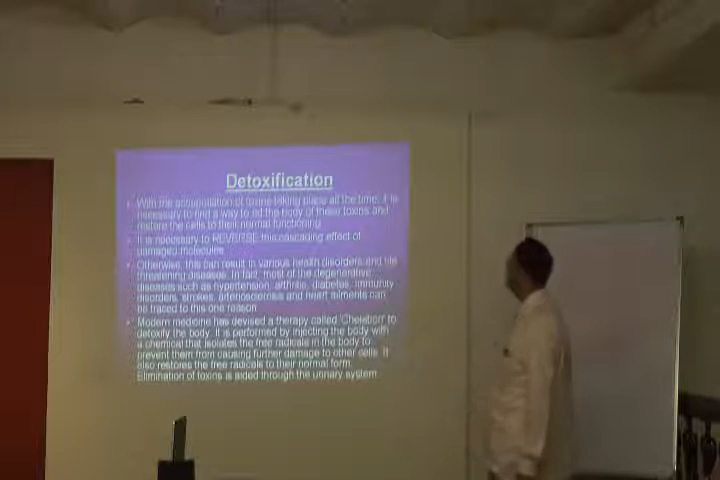 Detoxification
With the accumulation of toxins taking place all the time, it is
necessary to find a way to rid the body of these toxins and
restore the cells to their normal functioning
It is necessary to REVERSE this cascading effect of
damaged molecules
Otherwise, this can result in various health disorders and life
threatening diseases. In fact, most of the degenerative
diseases such as hypertension, arthritis, diabetes, immunity
disorders, strokes, arteriosclerosis and heart ailments can
be traced to this one reason
Modern medicine has devised a therapy called 'Chelation' to
detoxify the body. It is performed by injecting the body with
a chemical that isolates the free radicals in the body to
prevent them from causing further damage to other cells. It
also restores the free radicals to their normal form.
Elimination of toxins is aided through the urinary system